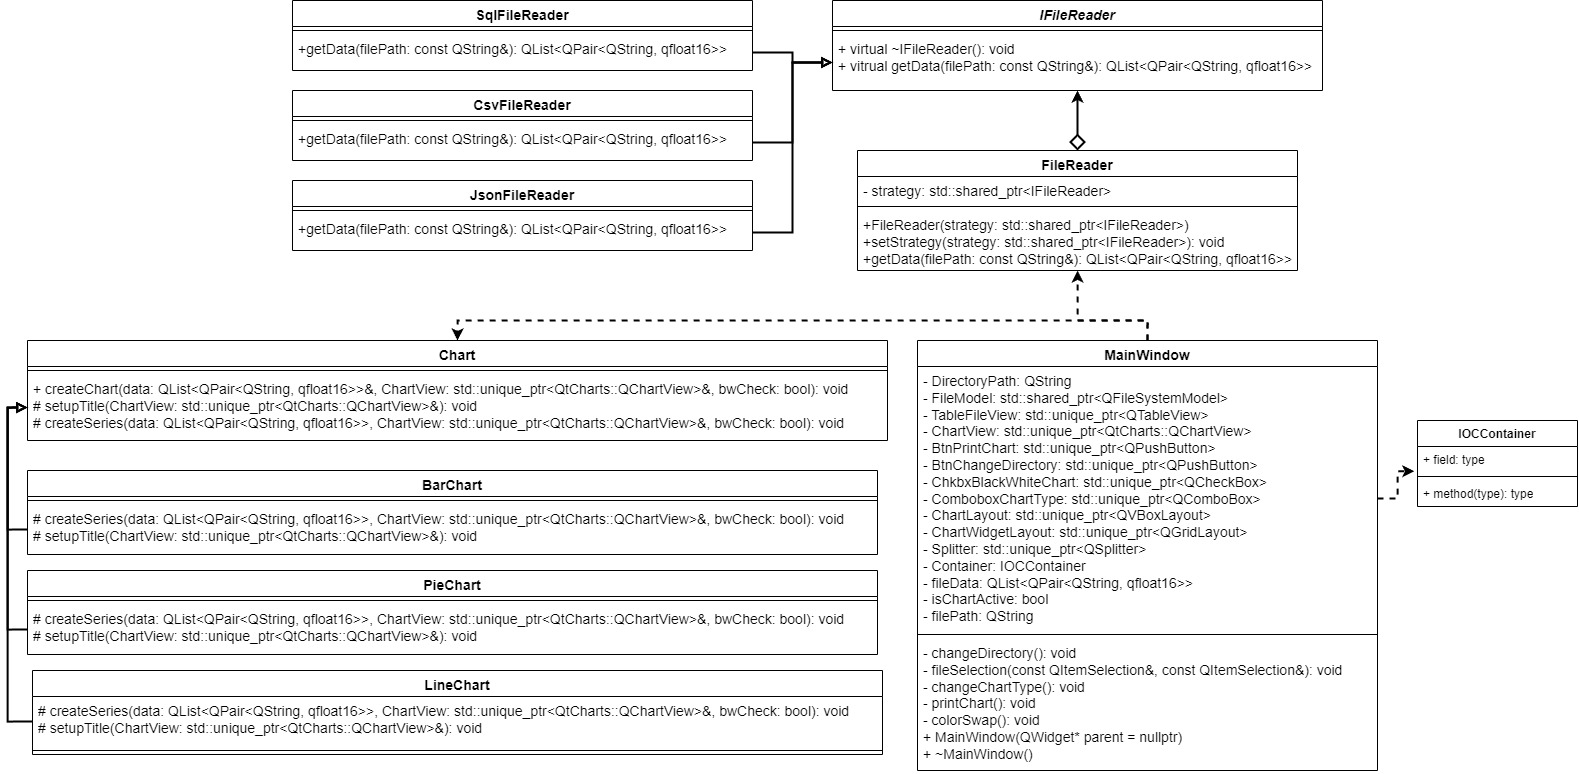 SqlFileReader
+getData(filePath: const QString&): QList<QPair<QString, qfloat16>>
CsvFileReader
+getData(filePath: const QString&): QList<QPair<QString, qfloat16>>
JsonFileReader
+getData(filePath: const QString&): QList<QPair<QString, qfloat16>>
IFileReader
+ virtual ~IFileReader(): void
+ vitrual getData(filePath: const QString&): QList<QPair<QString, qfloat16>>
FileReader
- strategy: std::shared_ptr<IFileReader>
+FileReader(strategy: std::shared_ptr<IFileReader>)
+setStrategy(strategy: std::shared_ptr<IFileReader>): void
+getData(filePath: const QString&): QList<QPair<QString, qfloat16>>
Chart
+ createChart(data: QList<QPair<QString, qfloat16>>&, ChartView: std::unique_ptr<QtCharts::QChartView>&, bwCheck: bool): void
# setupTitle(ChartView: std::unique_ptr<QtCharts::QChartView>&): void
# createSeries(data: QList<QPair<QString, qfloat16>>, ChartView: std::unique_ptr<QtCharts::QChartView>&, bwCheck: bool): void
BarChart
# createSeries(data: QList<QPair<QString, qfloat16>>, ChartView: std::unique_ptr<QtCharts::QChartView>&, bwCheck: bool): void
# setupTitle(ChartView: std::unique_ptr<QtCharts::QChartView>&): void
PieChart
# createSeries(data: QList<QPair<QString, qfloat16>>, ChartView: std::unique_ptr<QtCharts::QChartView>&, bwCheck: bool): void
# setupTitle(ChartView: std::unique_ptr<QtCharts::QChartView>&): void
LineChart
# createSeries(data: QList<QPair<QString, qfloat16>>, ChartView: std::unique_ptr<QtCharts::QChartView>&, bwCheck: bool): void
# setupTitle(ChartView: std::unique_ptr<QtCharts::QChartView>&): void
MainWindow
- DirectoryPath: QString
- FileModel: std::shared_ptr<QFileSystemModel>
- TableFileView: std::unique_ptr<QTableView>
- ChartView: std::unique_ptr<QtCharts::QChartView>
- BtnPrintChart: std::unique_ptr<QPushButton>
- BtnChangeDirectory: std::unique_ptr<QPushButton>
- ChkbxBlackWhiteChart: std::unique_ptr<QCheckBox>
- ComboboxChartType: std::unique_ptr<QComboBox>
- ChartLayout: std::unique_ptr<QVBoxLayout>
- ChartWidgetLayout: std::unique_ptr<QGridLayout>
- Splitter: std::unique_ptr<QSplitter>
- Container: IOCContainer
- fileData: QList<QPair<QString, qfloat16>>
- isChartActive: bool
- filePath: QString
- changeDirectory(): void
- fileSelection(const QItemSelection&, const QItemSelection&): void
- changeChartType(): void
- printChart(): void
- colorSwap(): void
+ MainWindow(QWidget* parent = nullptr)
+ ~MainWindow()
IOCContainer
+ field: type
+ method(type): type